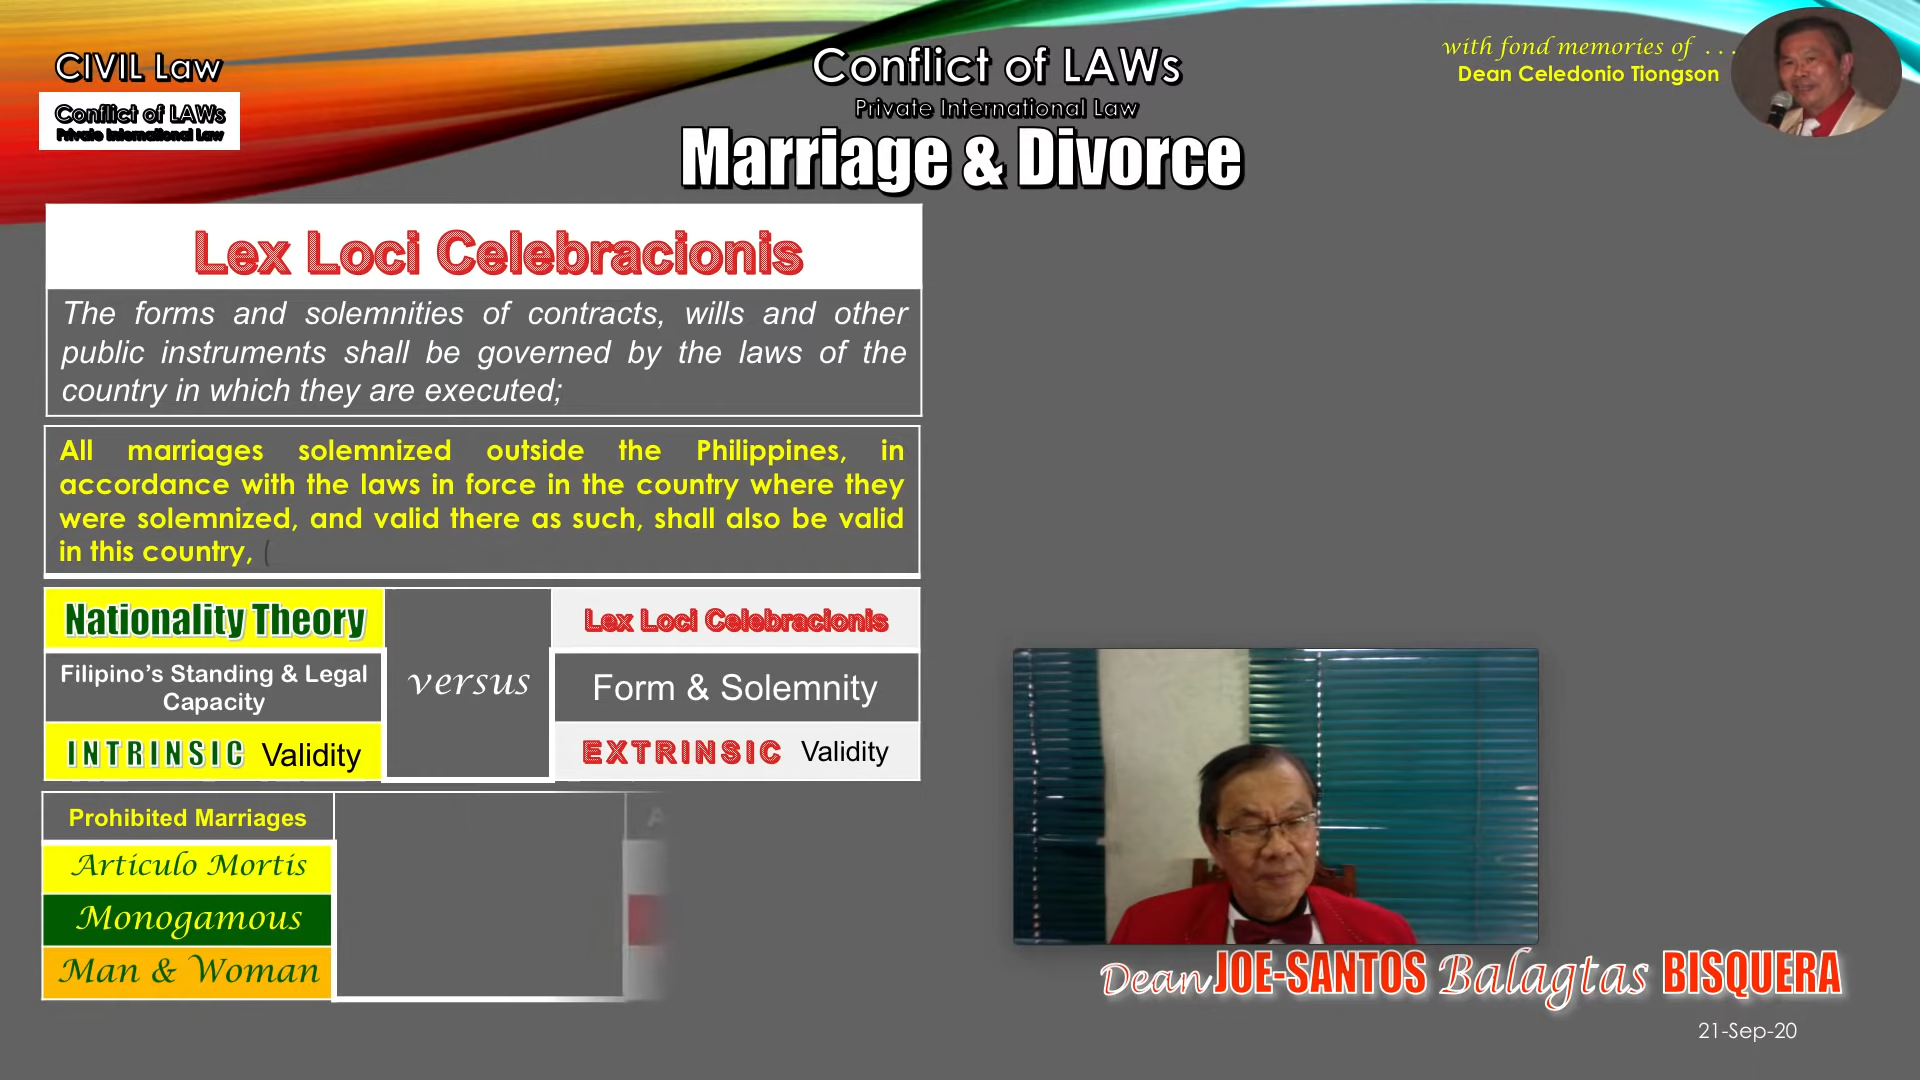 CIVIL Law
Conflict of LAWs
Private International Law
Conflict of LAWs
Private International Law
Marriage & Divorce
with fond memories of . . .
Dean Celedonio Tiongson
Lex Loci Celebracionis
The forms and solemnities of contracts, wills and other
public instruments shall be governed by the laws of the
country in which they are executed;
All marriages solemnized outside the Philippines, in
accordance with the laws in force in the country where they
were solemnized, and valid there as such, shall also be valid
in this country, (
Nationality Theory
Filipino’s Standing & Legal
Capacity
INTRINSIC Validity
versus
Lex Loci Celebracionis
Form & Solemnity
EXTRINSIC Validity
Prohibited Marriages
A
Articulo Mortis
Monogamous
Man & Woman
Dean JOE-SANTOS Balagtas BISQUERA
21-Sep-20